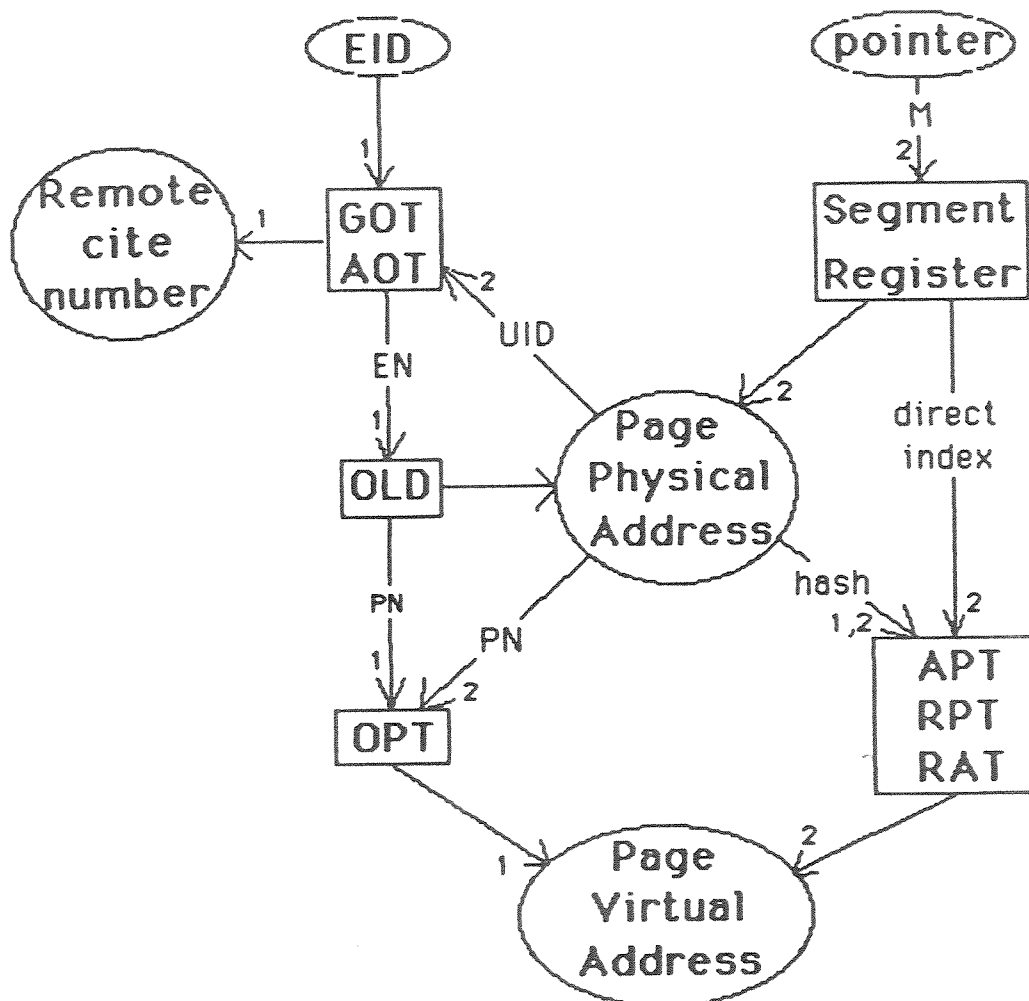 EID
pointer
M
1
2
Remote
cite
number
1
GOT
AOT
2
Segment
Register
UID
EN
2
direct
index
1
Page
Physical
Address
OLD
hash
1,2
2
PN
PN
1
2
OPT
APT
RPT
RAT
1
2
Page
Virtual
Address